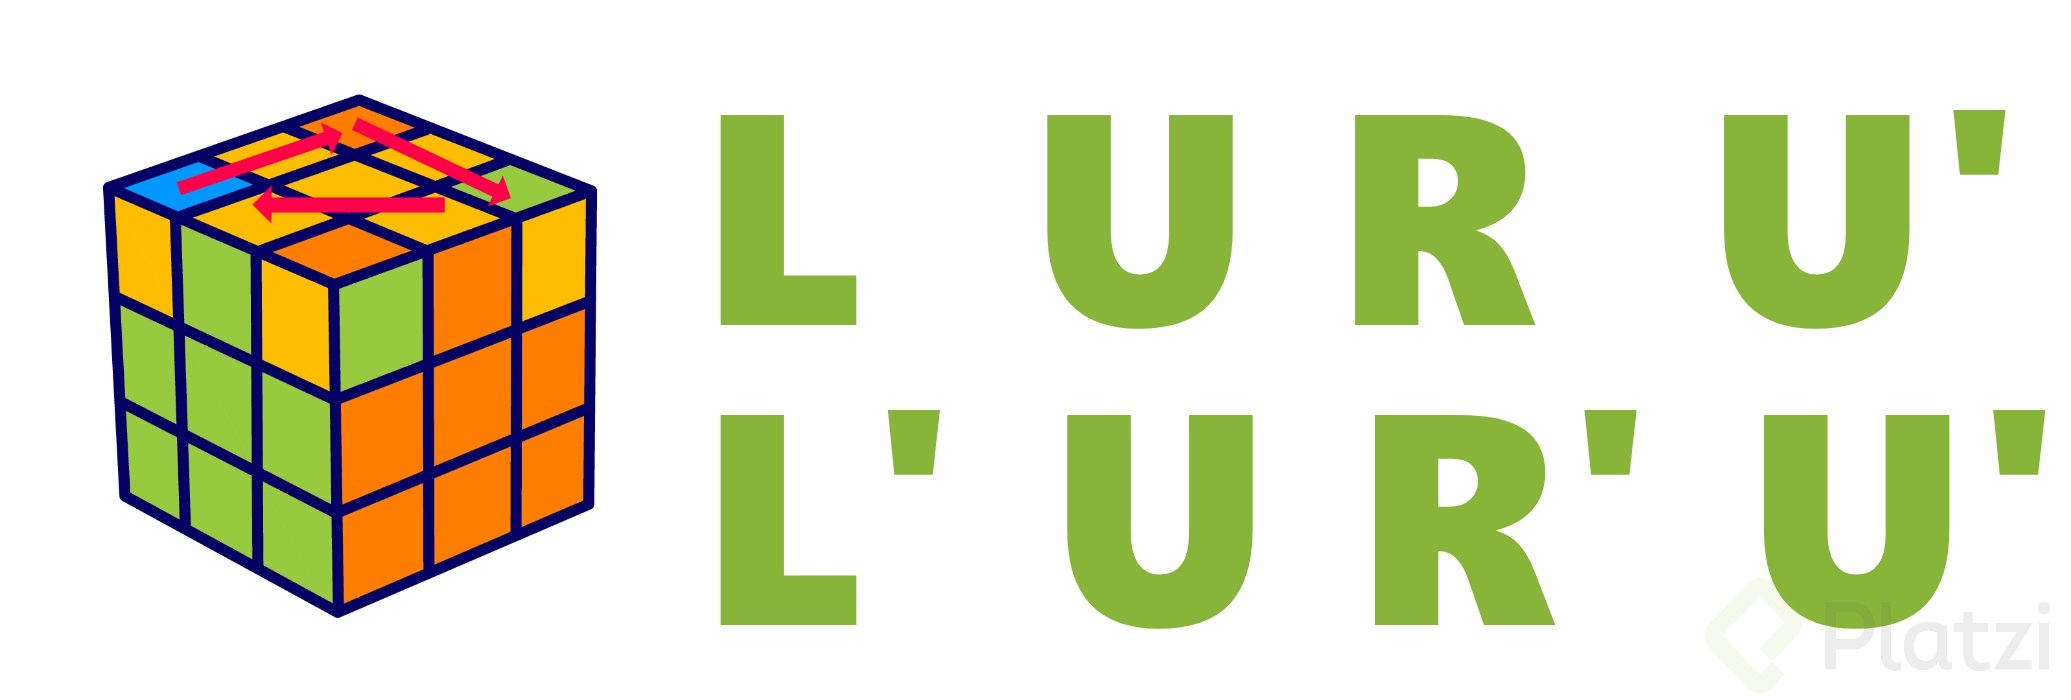 L U R U'
L' U R' U'
Platzi